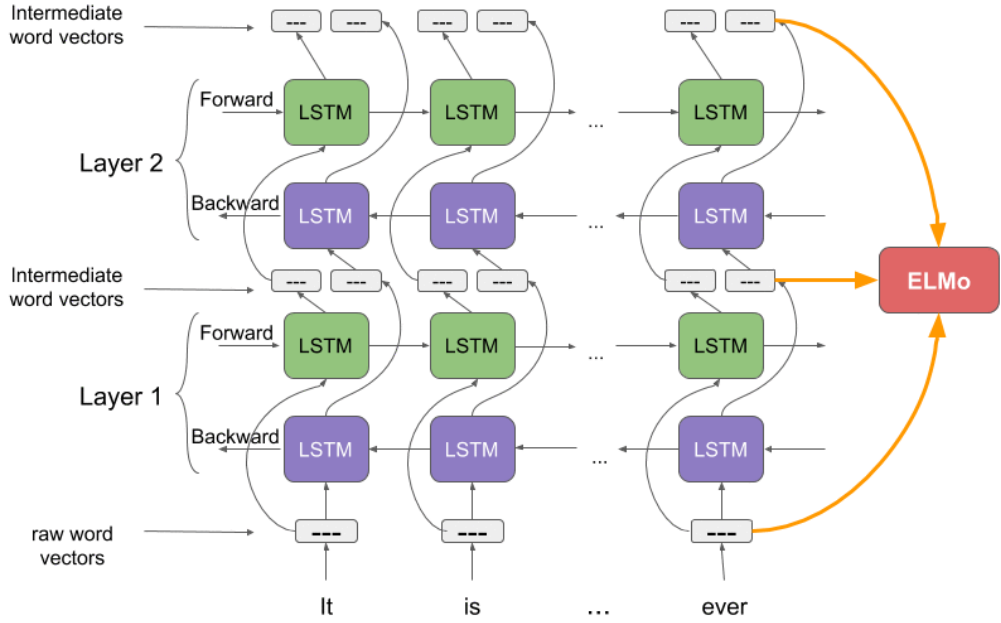 Intermediate
word vectors
--- --- --- --- --- ---
Forward
LSTM LSTM ... LSTM
Layer 2
Backward
LSTM LSTM ... LSTM
Intermediate
word vectors
--- --- --- --- --- ---
ELMo
Forward
LSTM LSTM ... LSTM
Layer 1
Backward
LSTM LSTM ... LSTM
raw word
vectors
--- --- ---
It is ... ever